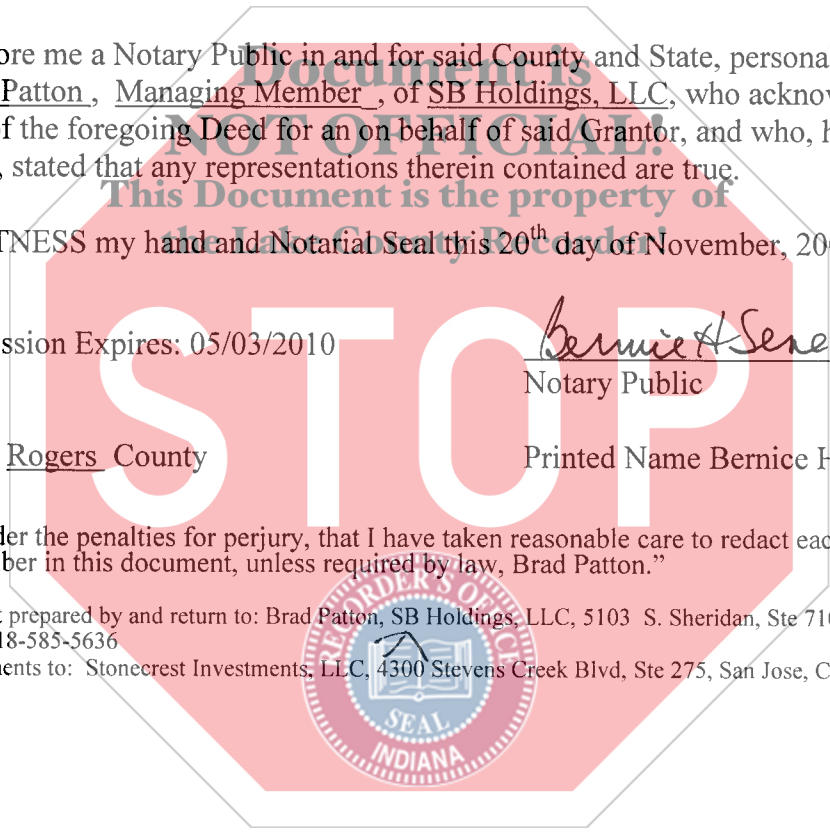 ore me a Notary Public in and for said County and State, persona
Document is
Patton , Managing Member , of SB Holdings, LLC, who acknov
f the foregoing Deed for an on behalf of said Grantor, and who, h
NOT OFFICIAL!
, stated that any representations therein contained are true.
This Document is the property of
TNESS my hand and Notarial Seal this 20th day of November, 20
the Lake County Recorder!
STOP
ssion Expires: 05/03/2010
Bernie H Sene
Notary Public
Rogers County
Printed Name Bernice H
der the penalties for perjury, that I have taken reasonable care to redact eac
ber in this document, unless required by law, Brad Patton."
t prepared by and return to: Brad Patton, SB Holdings, LLC, 5103 S. Sheridan, Ste 71
18-585-5636
ents to: Stonecrest Investments, LLC, 4300 Stevens Creek Blvd, Ste 275, San Jose, C
RECORDER'S OFFICE
SEAL
INDIANA